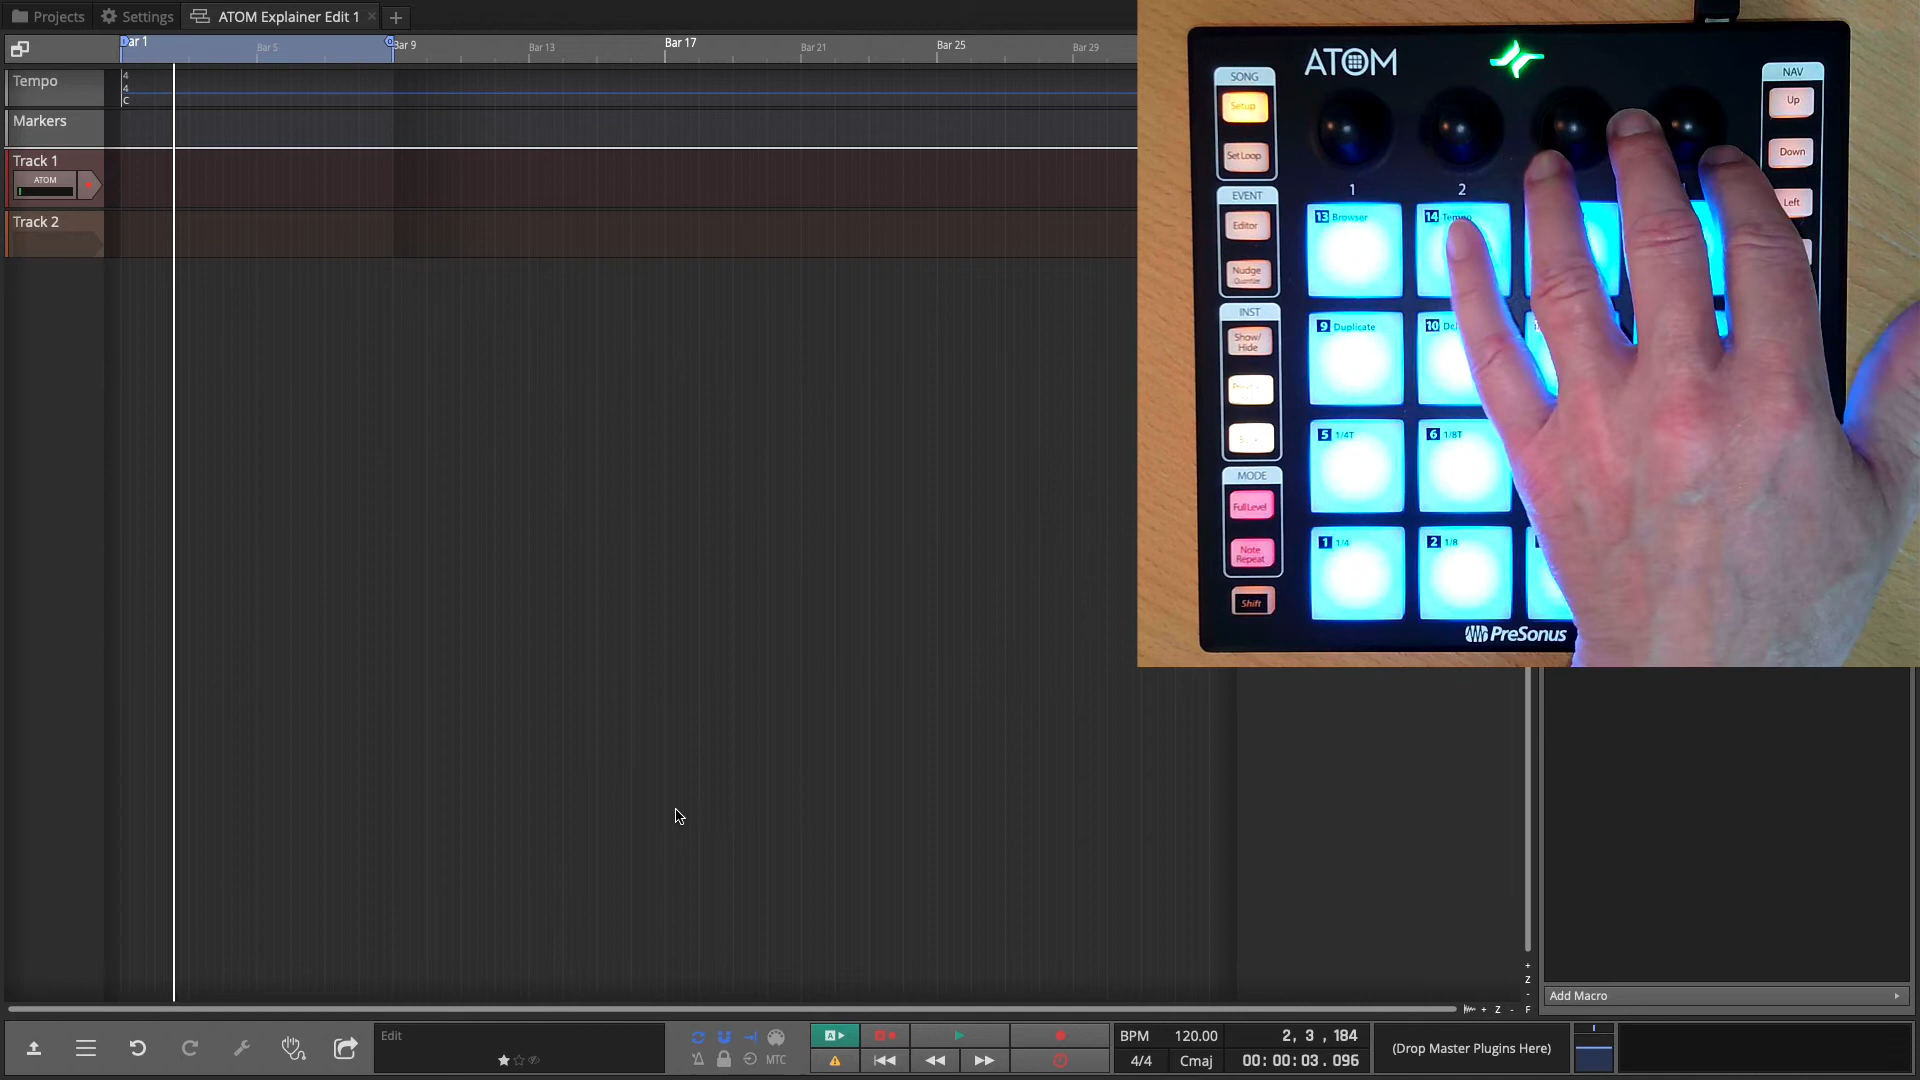 Projects
Settings
ATOM Explainer Edit 1
Bar 1
Bar 5
Bar 9
Bar 13
Bar 17
Bar 21
Bar 25
Bar 29
Tempo
4
4
C
Markers
Track 1
ATOM
Track 2
ATOM
SONG
Setup
Set Loop
EVENT
Editor
Nudge
Quantize
INST
Show/
Hide
MODE
Full Level
Note
Repeat
Shift
NAV
Up
Down
Left
1
2
13 Browser
14 Tempo
9 Duplicate
10
5 1/4T
6 1/8T
1 1/4
2 1/8
PreSonus
+
Z
-
F
+ Z - F
Add Macro
Edit
MTC
A
BPM 120.00
4/4 Cmaj
2, 3, 184
00: 00: 03. 096
(Drop Master Plugins Here)